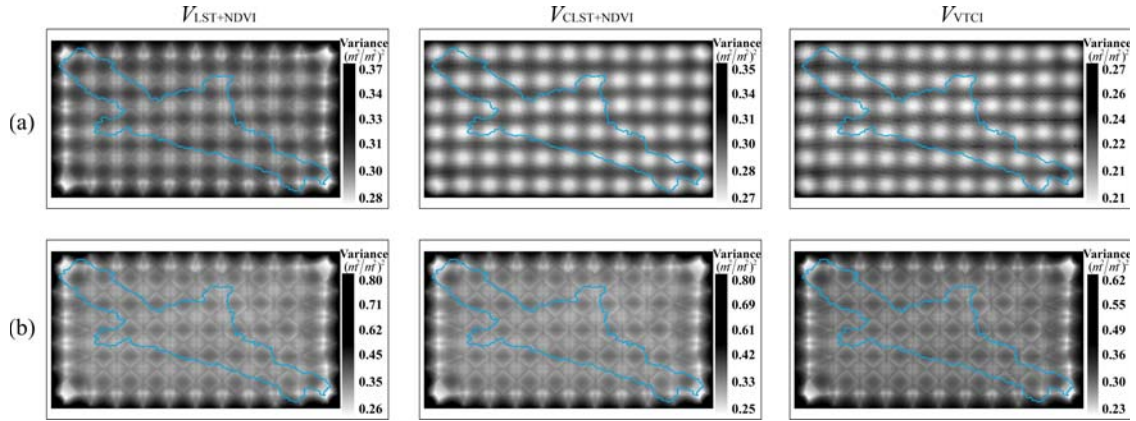 V_LST+NDVI
V_CLST+NDVI
V_VTCI
(a)
Variance
(m²/m²)²
0.37
0.34
0.33
0.31
0.30
0.28
Variance
(m²/m²)²
0.35
0.34
0.33
0.31
0.30
0.27
Variance
(m²/m²)²
0.27
0.26
0.24
0.22
0.21
0.21
(b)
Variance
(m²/m²)²
0.80
0.71
0.62
0.45
0.35
0.26
Variance
(m²/m²)²
0.80
0.69
0.61
0.42
0.33
0.25
Variance
(m²/m²)²
0.62
0.55
0.49
0.36
0.30
0.23